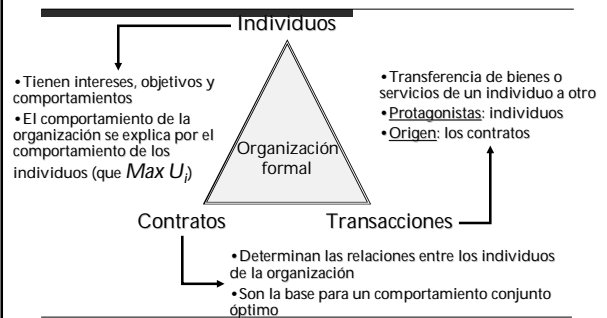 Individuos
•Tienen intereses, objetivos y
comportamientos
•El comportamiento de la
organización se explica por el
comportamiento de los
individuos (que Max Ui)
•Transferencia de bienes o
servicios de un individuo a otro
•Protagonistas: individuos
•Origen: los contratos
Organización
formal
Contratos
Transacciones
•Determinan las relaciones entre los individuos
de la organización
•Son la base para un comportamiento conjunto
óptimo